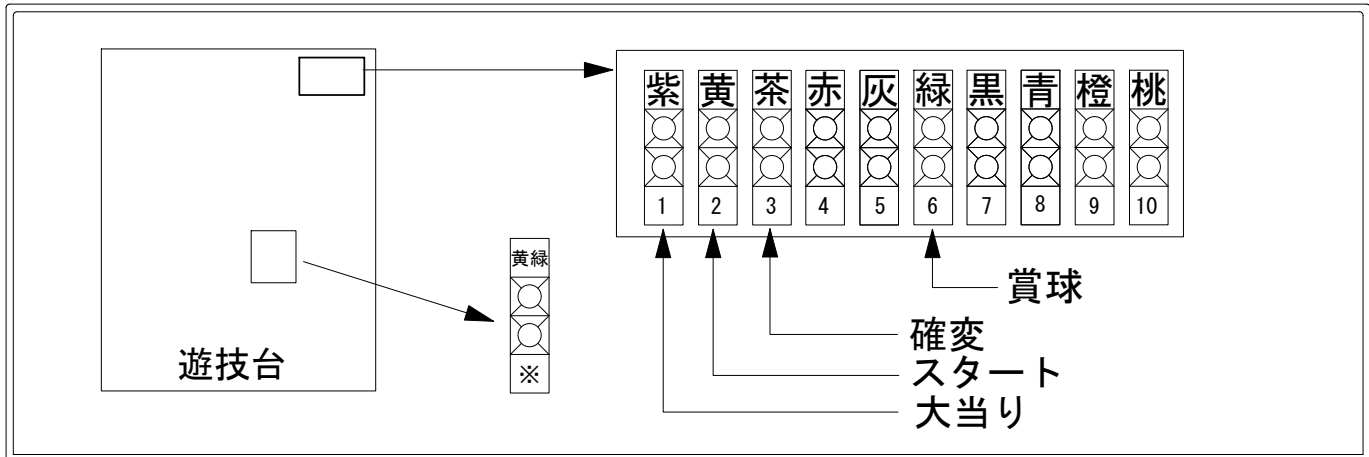 紫 黄 茶 赤 灰 緑 黒 青 橙 桃
1 2 3 4 5 6 7 8 9 10
黄緑
※
遊技台
賞球
確変
スタート
大当り